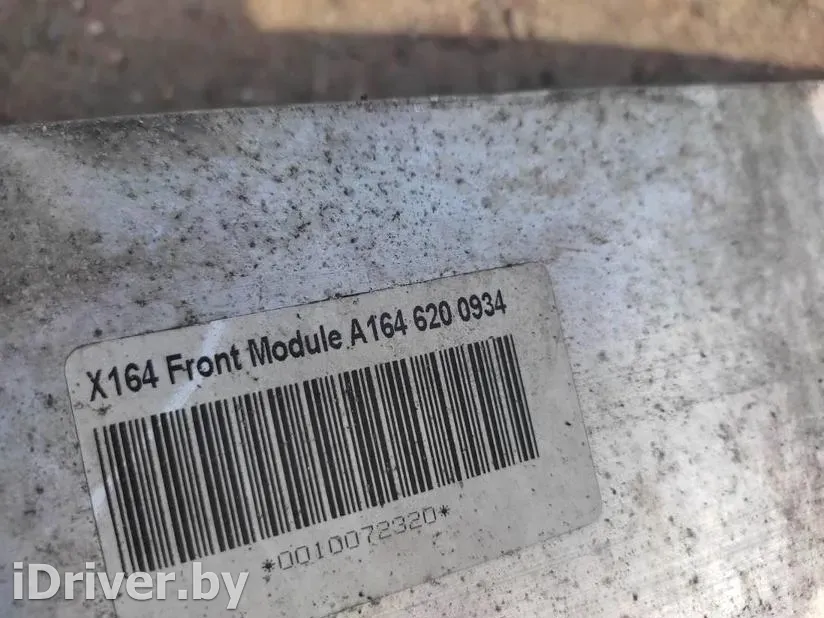 X164 Front Module A164 620 0934
*0010072320*
iDriver.by